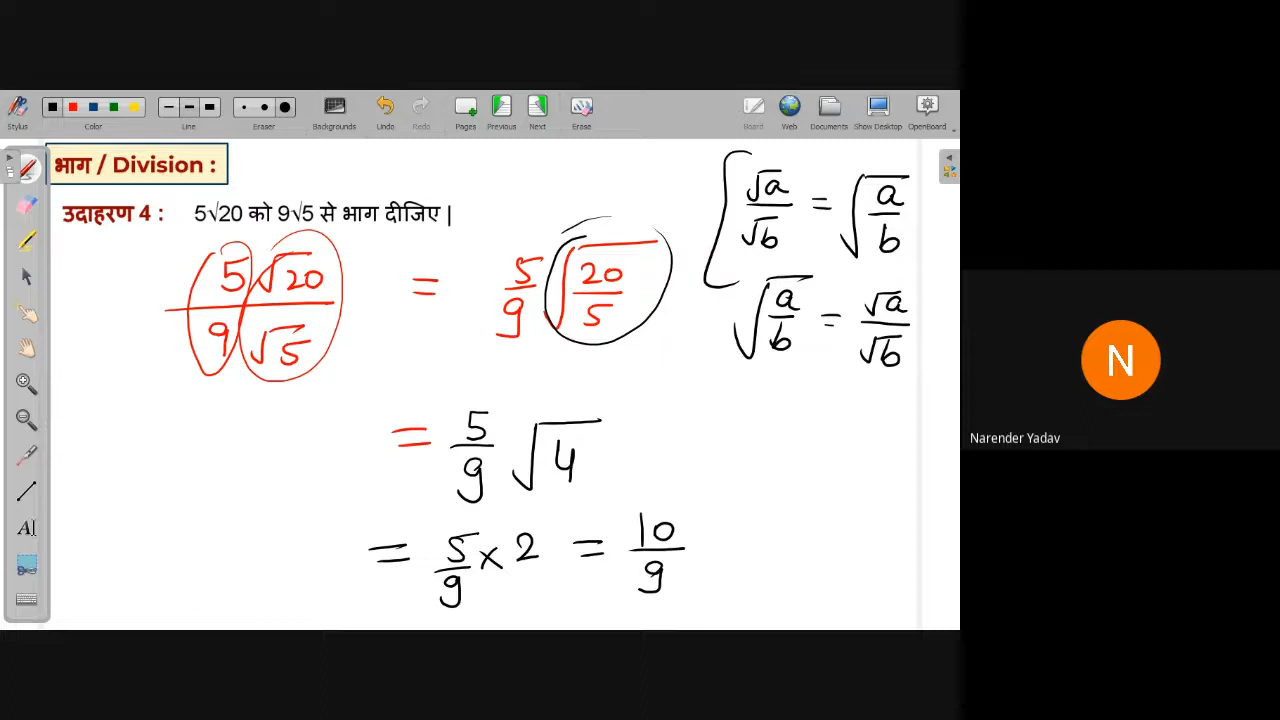 Stylus Color Line Eraser Backgrounds Undo Redo Pages Previous Next Erase Board Web Documents Show Desktop OpenBoard
भाग / Division :
उदाहरण 4 : 5√20 को 9√5 से भाग दीजिए |
√a/√b = √(a/b)
5√20/9√5 = 5/9 √(20/5)
√(a/b) = √a/√b
= 5/9 √4
= 5/9 × 2 = 10/9
N
Narender Yadav
AI